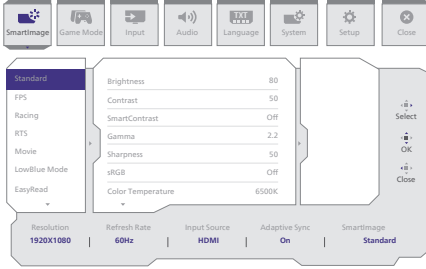 SmartImage Game Mode Input Audio TXT Language System Setup Close
Standard
FPS
Racing
RTS
Movie
LowBlue Mode
EasyRead
Brightness 80
Contrast 50
SmartContrast Off
Gamma 2.2
Sharpness 50
sRGB Off
Color Temperature 6500K
Select
OK
Close
Resolution Refresh Rate Input Source Adaptive Sync SmartImage
1920X1080 | 60Hz | HDMI | On | Standard